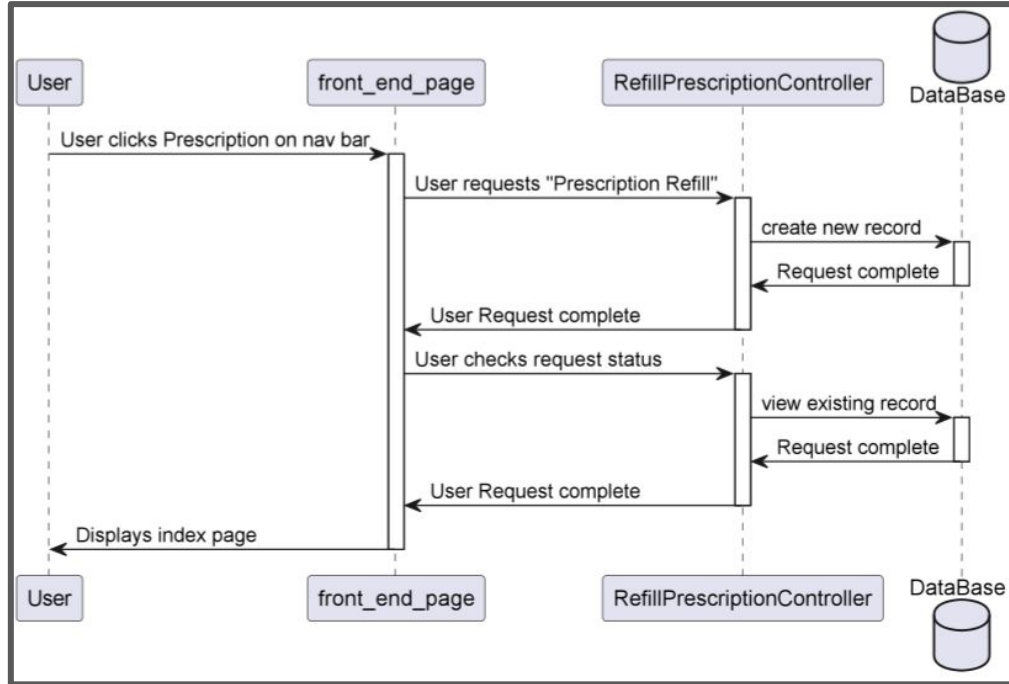 User
front_end_page
RefillPrescriptionController
DataBase
User clicks Prescription on nav bar
User requests "Prescription Refill"
create new record
Request complete
User Request complete
User checks request status
view existing record
Request complete
User Request complete
Displays index page
User
front_end_page
RefillPrescriptionController
DataBase